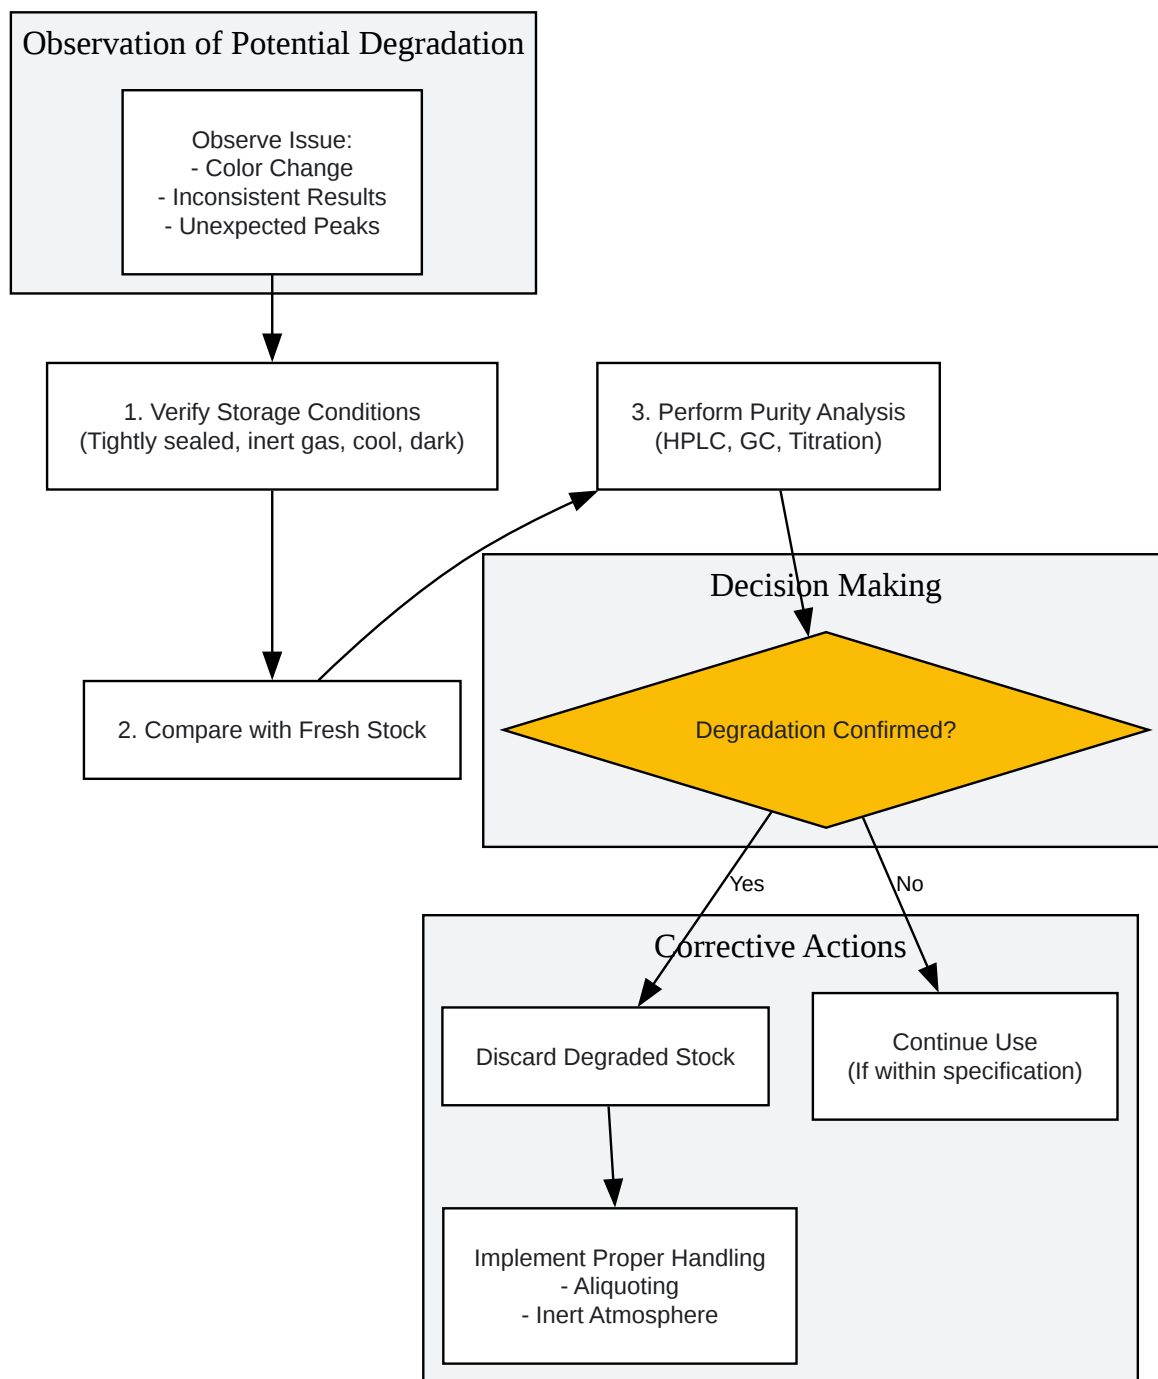 Observation of Potential Degradation
Observe Issue:
- Color Change
- Inconsistent Results
- Unexpected Peaks
1. Verify Storage Conditions
(Tightly sealed, inert gas, cool, dark)
2. Compare with Fresh Stock
3. Perform Purity Analysis
(HPLC, GC, Titration)
Decision Making
Degradation Confirmed?
Yes
No
Corrective Actions
Discard Degraded Stock
Continue Use
(If within specification)
Implement Proper Handling
- Aliquoting
- Inert Atmosphere